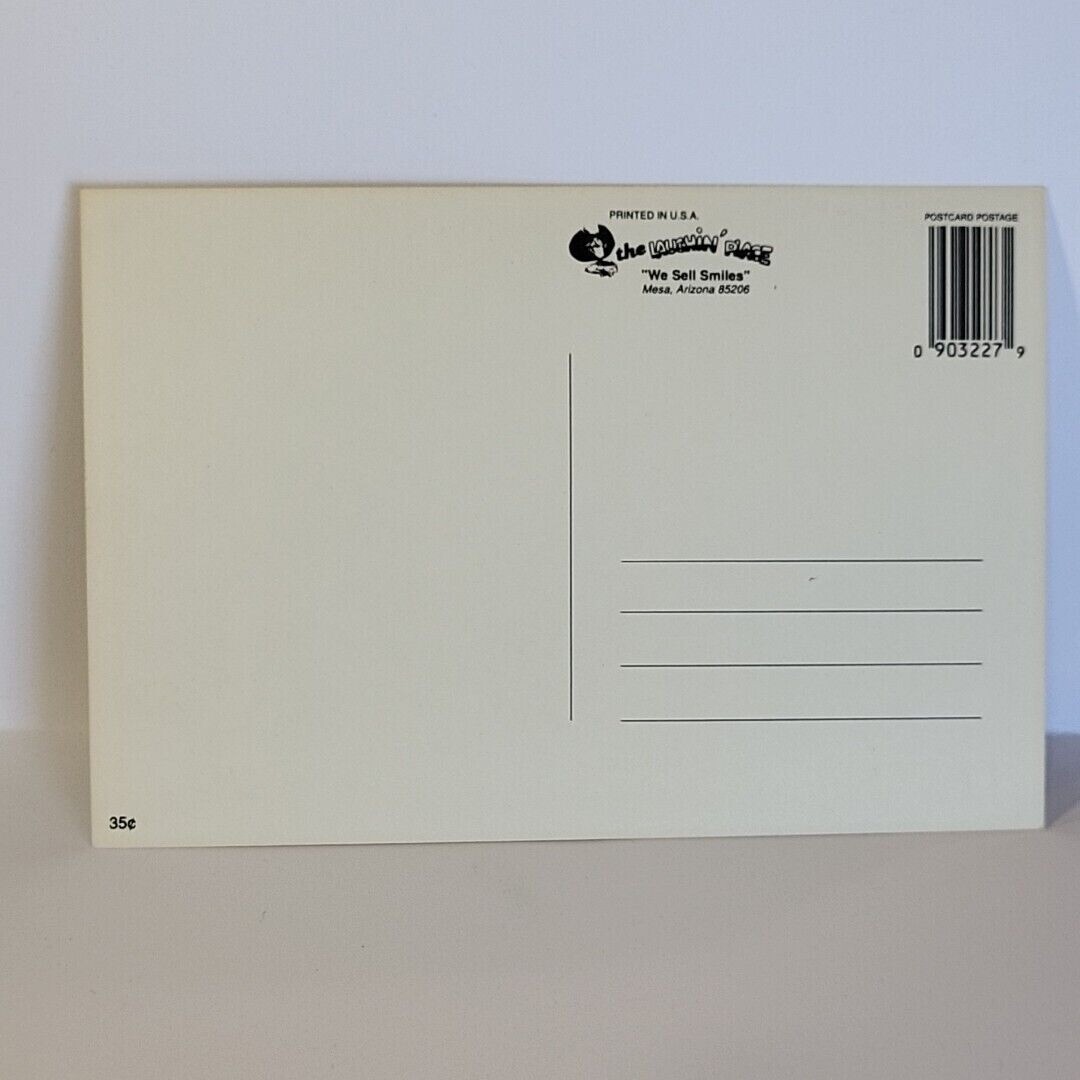 PRINTED IN U.S.A.
the LAUGHIN' PLACE
"We Sell Smiles"
Mesa, Arizona 85206
POSTCARD POSTAGE
0 903227 9
35¢